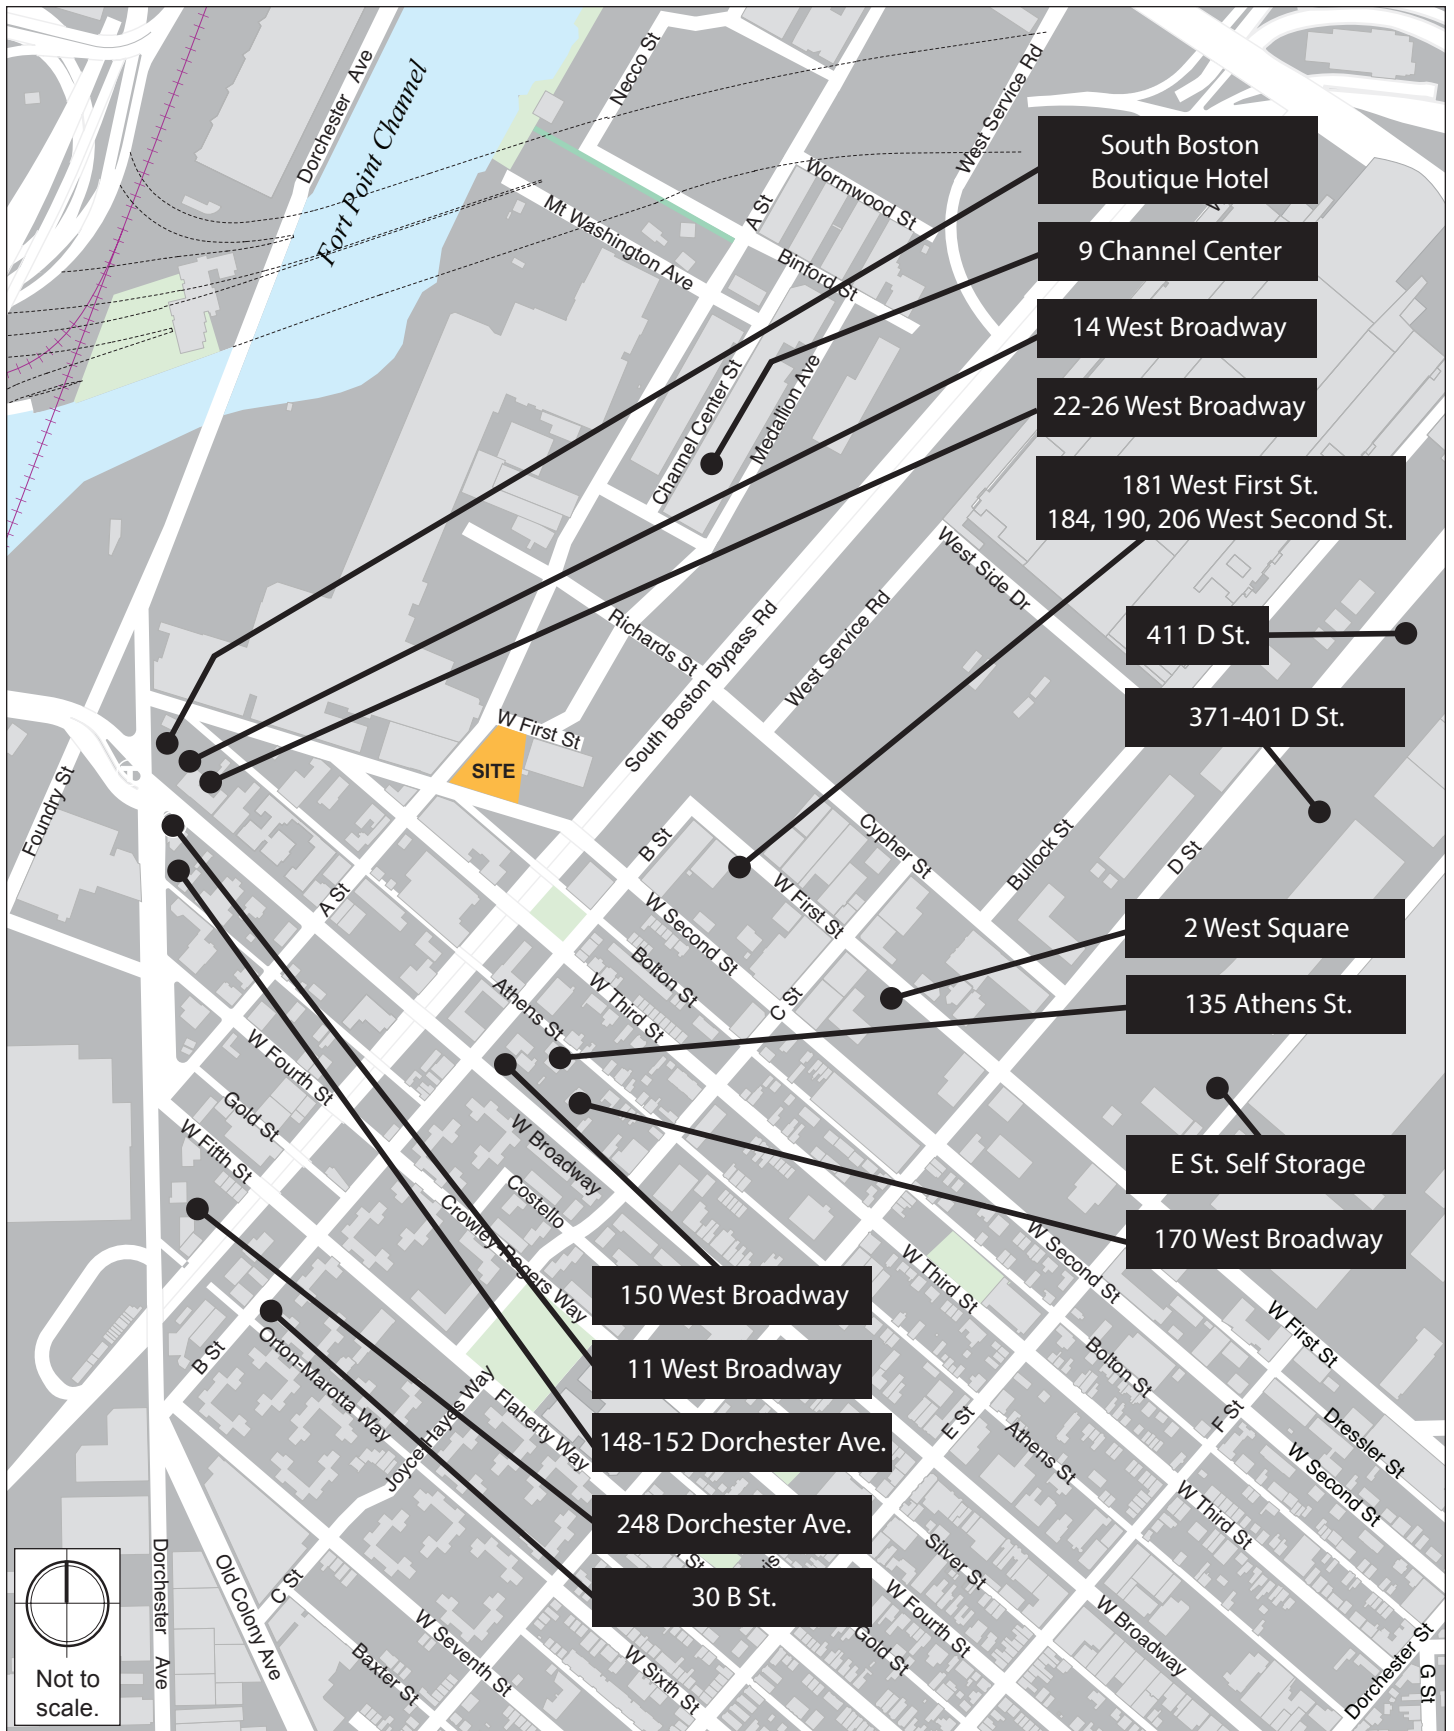 Necco St
Dorchester Ave
Fort Point Channel
West Service Rd
South Boston
Boutique Hotel
Wormwood St
A St
Mt Washington Ave
Binford St
9 Channel Center
14 West Broadway
Channel Center St
Medallion Ave
22-26 West Broadway
181 West First St.
184, 190, 206 West Second St.
West Side Dr
Richards St
South Boston Bypass Rd
West Service Rd
411 D St.
371-401 D St.
W First St
SITE
Foundry St
B St
Cypher St
Bullock St
D St
A St
W First St
W Second St
2 West Square
Bolton St
Athens St
W Third St
C St
135 Athens St.
W Fourth St
Gold St
W Fifth St
W Broadway
E St. Self Storage
Costello
Crowley-Rogers Way
170 West Broadway
W Second St
W Third St
150 West Broadway
W First St
B St
Orton-Marotta Way
Bolton St
11 West Broadway
Joyce Hayes Way
Flaherty Way
E St
F St
Athens St
Dressler St
148-152 Dorchester Ave.
W Second St
W Third St
248 Dorchester Ave.
Silver St
Dorchester Ave
Old Colony Ave
C St
30 B St.
W Fourth St
W Broadway
Gold St
W Seventh St
Baxter St
W Sixth St
Dorchester St
G St
Not to
scale.